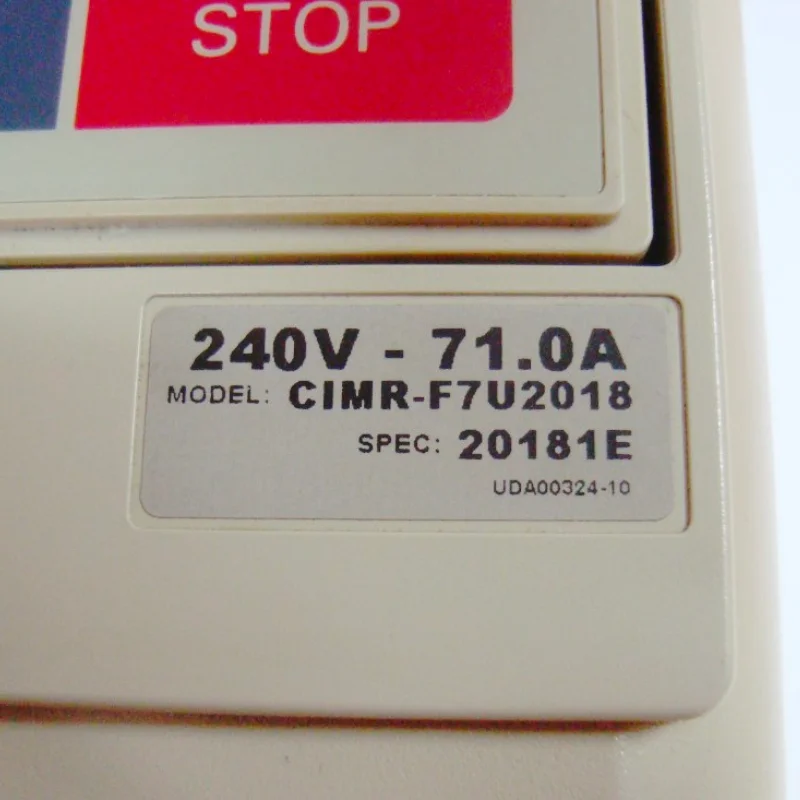 STOP
240V - 71.0A
MODEL: CIMR-F7U2018
SPEC: 20181E
UDA00324-10